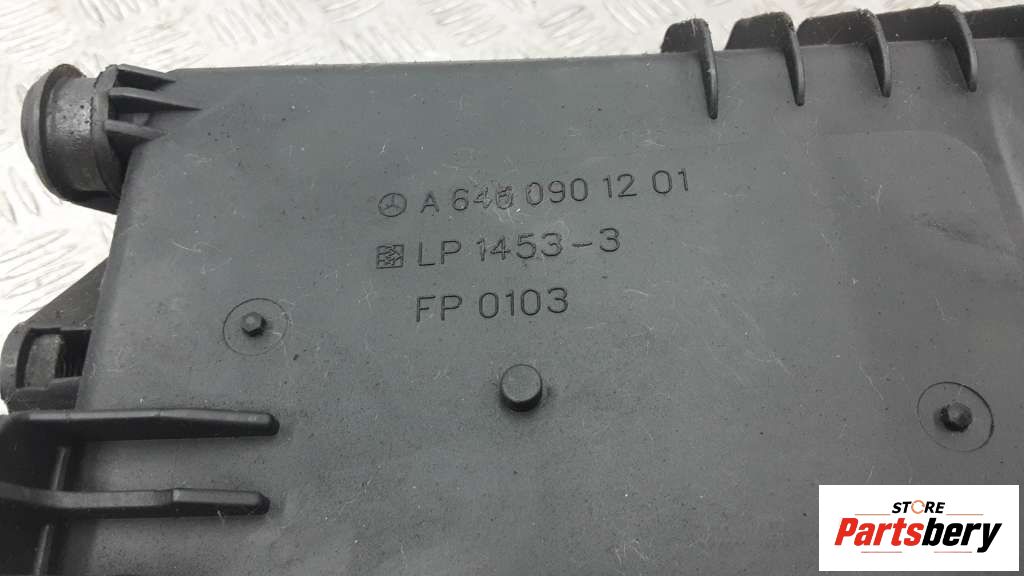 A 646 090 12 01
LP 1453-3
FP 0103
STORE
Partsbery